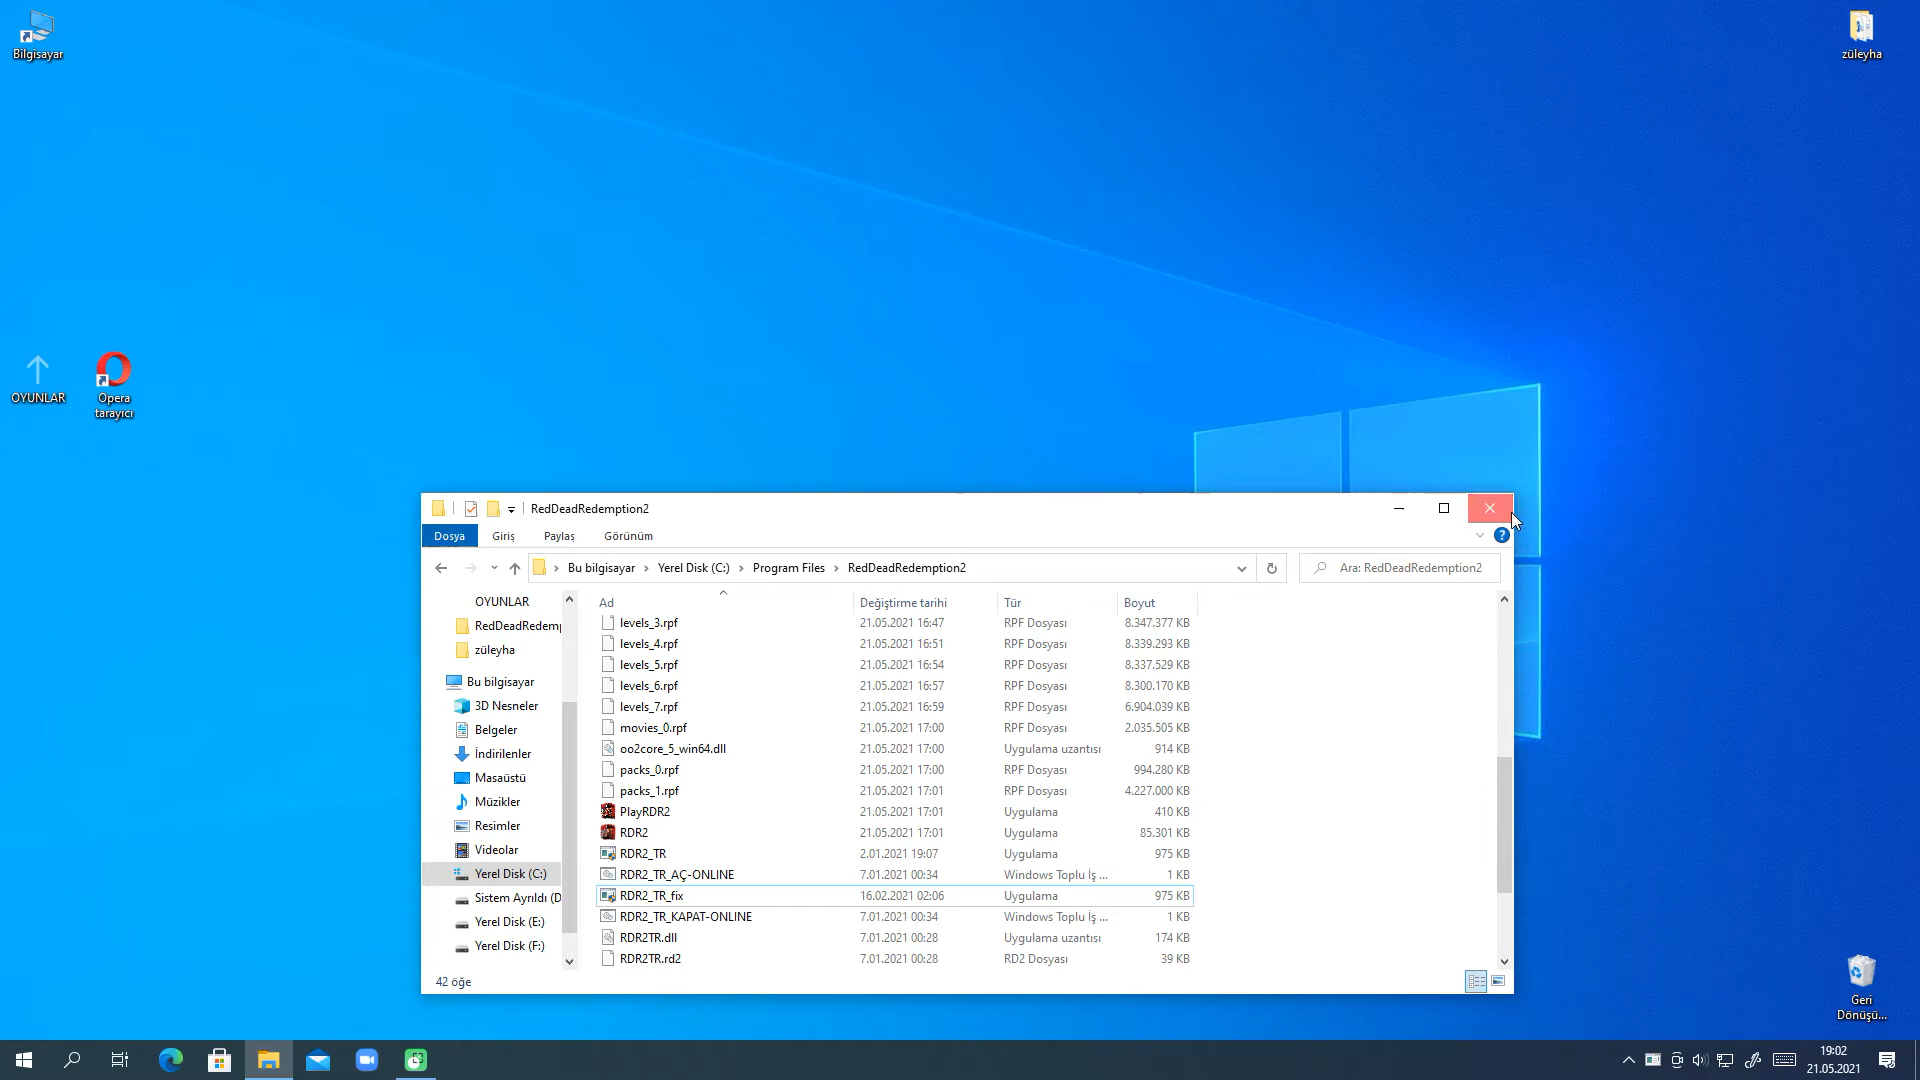 Bilgisayar
züleyha
OYUNLAR
Opera
tarayıcı
RedDeadRedemption2
Dosya Giriş Paylaş Görünüm
Bu bilgisayar Yerel Disk (C:) Program Files RedDeadRedemption2
Ara: RedDeadRedemption2
OYUNLAR
RedDeadRedemp
züleyha
Bu bilgisayar
3D Nesneler
Belgeler
İndirilenler
Masaüstü
Müzikler
Resimler
Videolar
Yerel Disk (C:)
Sistem Ayrıldı (D
Yerel Disk (E:)
Yerel Disk (F:)
Ad Değiştirme tarihi Tür Boyut
levels_3.rpf 21.05.2021 16:47 RPF Dosyası 8.347.377 KB
levels_4.rpf 21.05.2021 16:51 RPF Dosyası 8.339.293 KB
levels_5.rpf 21.05.2021 16:54 RPF Dosyası 8.337.529 KB
levels_6.rpf 21.05.2021 16:57 RPF Dosyası 8.300.170 KB
levels_7.rpf 21.05.2021 16:59 RPF Dosyası 6.904.039 KB
movies_0.rpf 21.05.2021 17:00 RPF Dosyası 2.035.505 KB
oo2core_5_win64.dll 21.05.2021 17:00 Uygulama uzantısı 914 KB
packs_0.rpf 21.05.2021 17:00 RPF Dosyası 994.280 KB
packs_1.rpf 21.05.2021 17:01 RPF Dosyası 4.227.000 KB
PlayRDR2 21.05.2021 17:01 Uygulama 410 KB
RDR2 21.05.2021 17:01 Uygulama 85.301 KB
RDR2_TR 2.01.2021 19:07 Uygulama 975 KB
RDR2_TR_AÇ-ONLINE 7.01.2021 00:34 Windows Toplu İş ... 1 KB
RDR2_TR_fix 16.02.2021 02:06 Uygulama 975 KB
RDR2_TR_KAPAT-ONLINE 7.01.2021 00:34 Windows Toplu İş ... 1 KB
RDR2TR.dll 7.01.2021 00:28 Uygulama uzantısı 174 KB
RDR2TR.rd2 7.01.2021 00:28 RD2 Dosyası 39 KB
42 öğe
Geri
Dönüşü...
19:02
21.05.2021